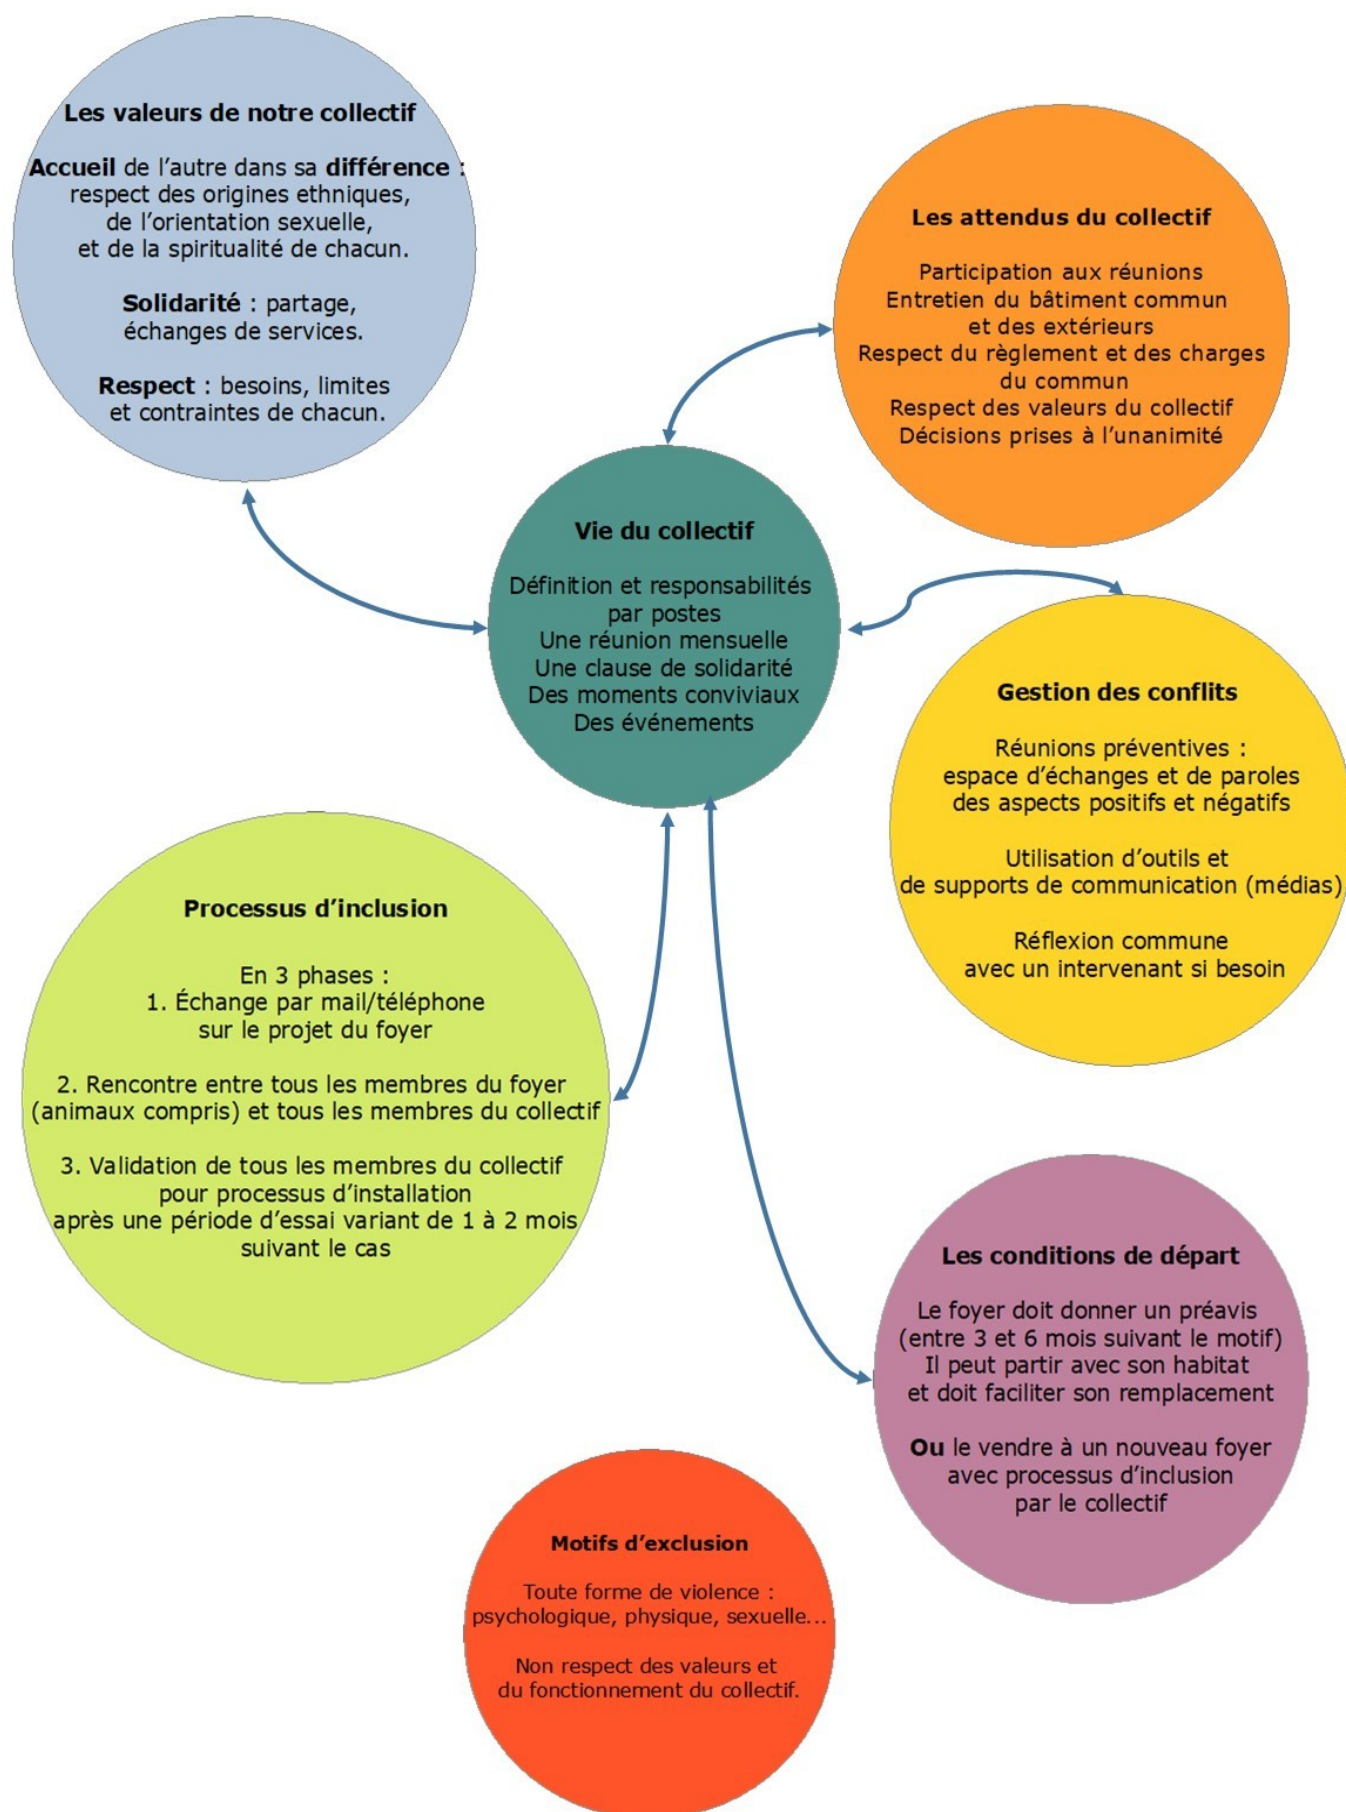 Les valeurs de notre collectif
Accueil de l’autre dans sa différence :
respect des origines ethniques,
de l’orientation sexuelle,
et de la spiritualité de chacun.
Solidarité : partage,
échanges de services.
Respect : besoins, limites
et contraintes de chacun.
Les attendus du collectif
Participation aux réunions
Entretien du bâtiment commun
et des extérieurs
Respect du règlement et des charges
du commun
Respect des valeurs du collectif
Décisions prises à l’unanimité
Vie du collectif
Définition et responsabilités
par postes
Une réunion mensuelle
Une clause de solidarité
Des moments conviviaux
Des événements
Gestion des conflits
Réunions préventives :
espace d’échanges et de paroles
des aspects positifs et négatifs
Utilisation d’outils et
de supports de communication (médias)
Réflexion commune
avec un intervenant si besoin
Processus d’inclusion
En 3 phases :
1. Échange par mail/téléphone
sur le projet du foyer
2. Rencontre entre tous les membres du foyer
(animaux compris) et tous les membres du collectif
3. Validation de tous les membres du collectif
pour processus d’installation
après une période d’essai variant de 1 à 2 mois
suivant le cas
Les conditions de départ
Le foyer doit donner un préavis
(entre 3 et 6 mois suivant le motif)
Il peut partir avec son habitat
et doit faciliter son remplacement
Ou le vendre à un nouveau foyer
avec processus d’inclusion
par le collectif
Motifs d’exclusion
Toute forme de violence :
psychologique, physique, sexuelle...
Non respect des valeurs et
du fonctionnement du collectif.